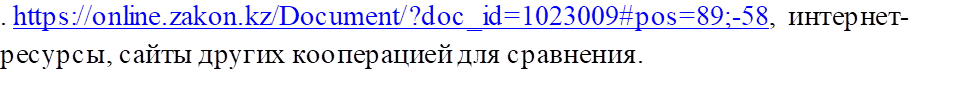 . https://online.zakon.kz/Document/?doc_id=1023009#pos=89;-58, интернет-
ресурсы, сайты других кооперацией для сравнения.